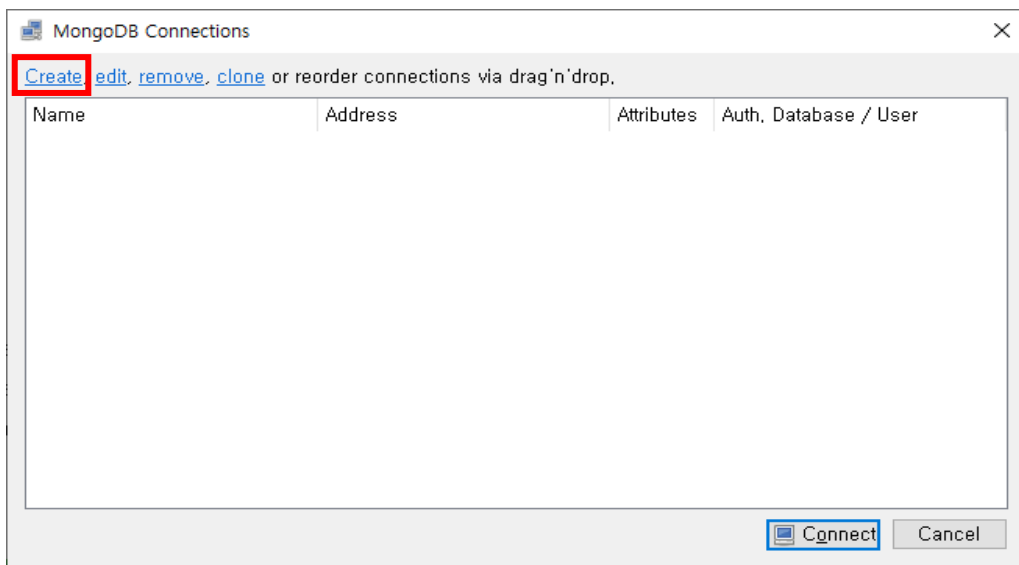 MongoDB Connections
Create, edit, remove, clone or reorder connections via drag'n'drop.
Name Address Attributes Auth. Database / User
Connect Cancel